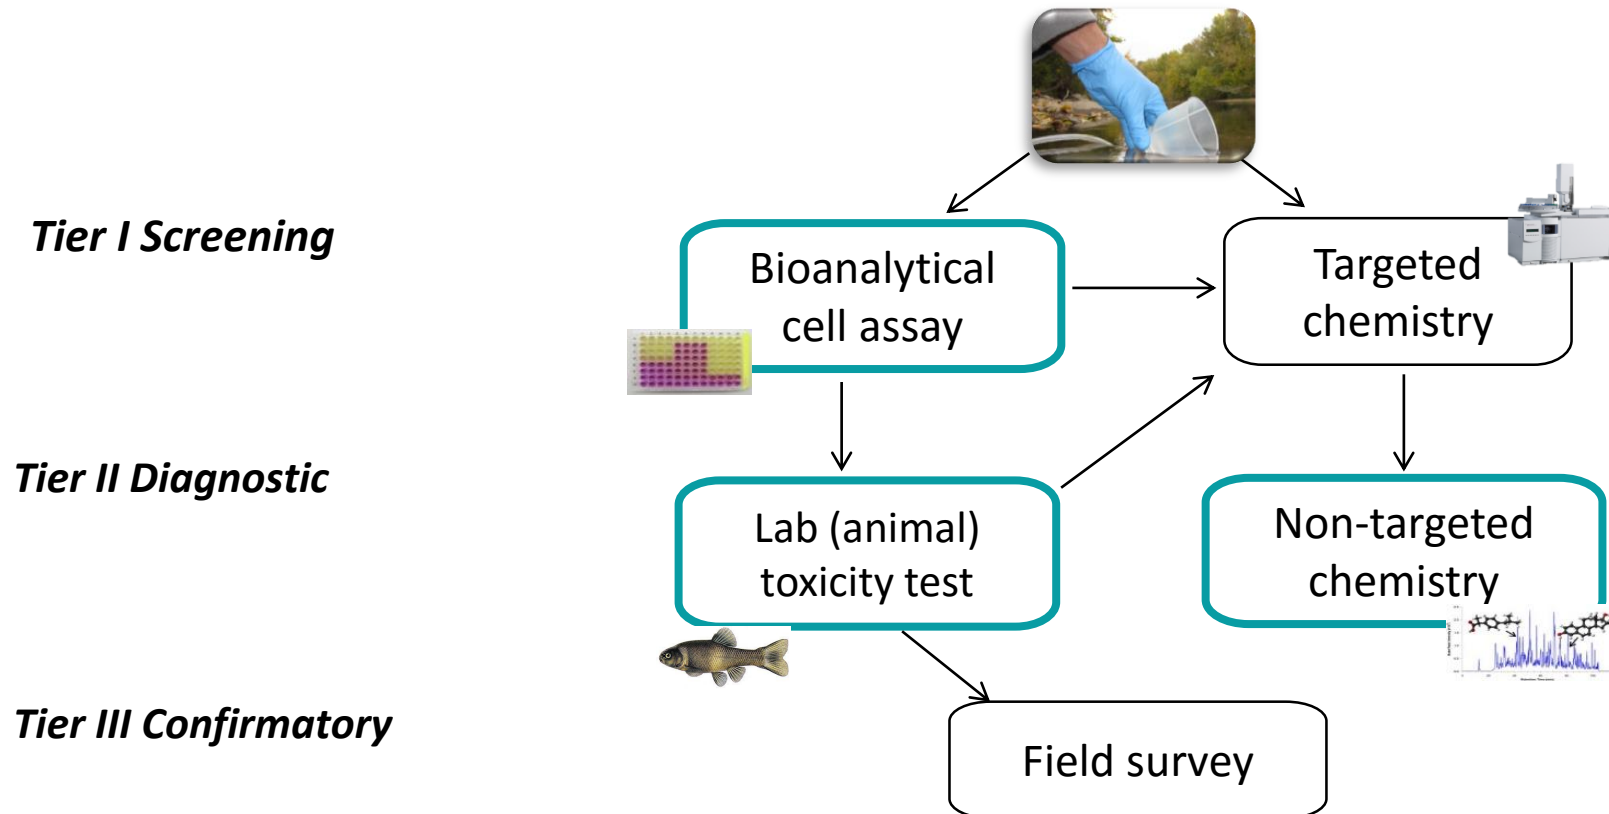 Tier I Screening
Bioanalytical
cell assay
Targeted
chemistry
Tier II Diagnostic
Lab (animal)
toxicity test
Non-targeted
chemistry
Tier III Confirmatory
Field survey